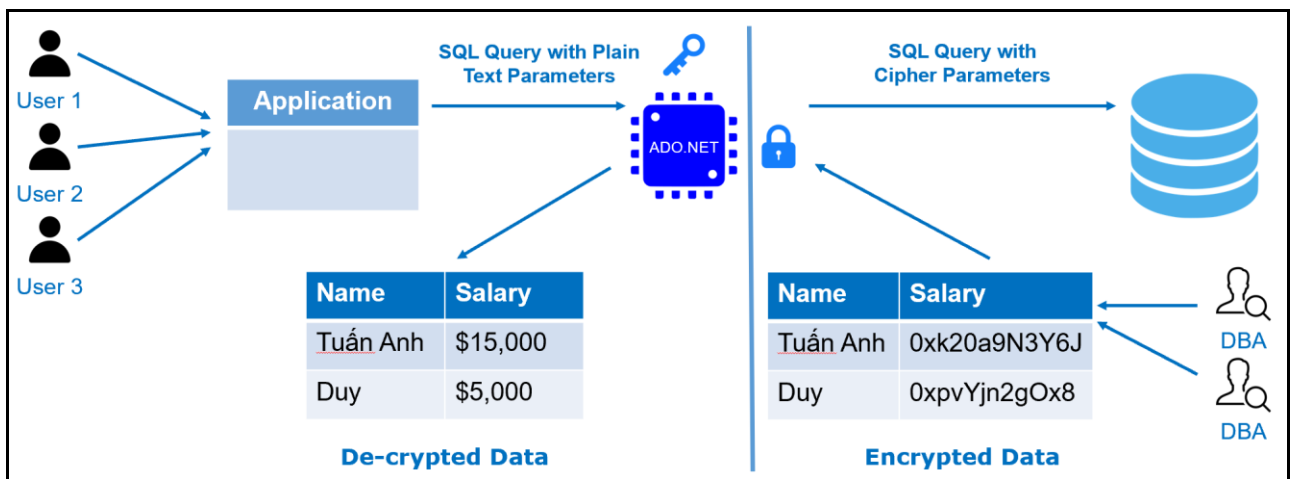 User 1
User 2
User 3
Application
SQL Query with Plain
Text Parameters
ADO.NET
SQL Query with
Cipher Parameters
Name Salary
Tuấn Anh $15,000
Duy $5,000
De-crypted Data
Name Salary
Tuấn Anh 0xk20a9N3Y6J
Duy 0xpvYjn2gOx8
DBA
DBA
Encrypted Data